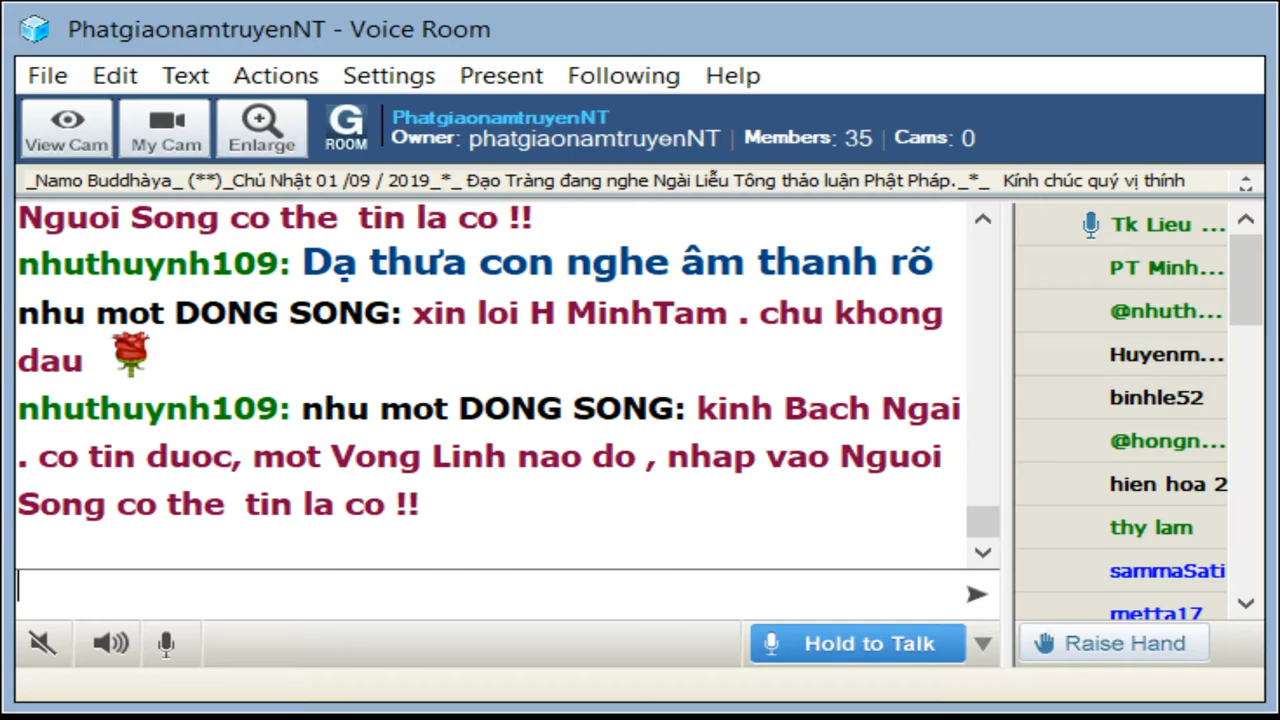 PhatgiaonamtruyenNT - Voice Room
File Edit Text Actions Settings Present Following Help
View Cam My Cam Enlarge G ROOM
PhatgiaonamtruyenNT
Owner: phatgiaonamtruyenNT | Members: 35 | Cams: 0
_Namo Buddhàya_ (**)_Chủ Nhật 01 /09 / 2019_*_ Đạo Tràng đang nghe Ngài Liễu Tông thảo luận Phật Pháp._*_ Kính chúc quý vị thính
Nguoi Song co the tin la co !!
nhuthuynh109: Dạ thưa con nghe âm thanh rõ
nhu mot DONG SONG: xin loi H MinhTam . chu khong
dau
nhuthuynh109: nhu mot DONG SONG: kinh Bach Ngai
. co tin duoc, mot Vong Linh nao do , nhap vao Nguoi
Song co the tin la co !!
Tk Lieu ...
PT Minh...
@nhuth...
Huyenm...
binhle52
@hongn...
hien hoa 2
thy lam
sammaSati
metta17
Hold to Talk
Raise Hand